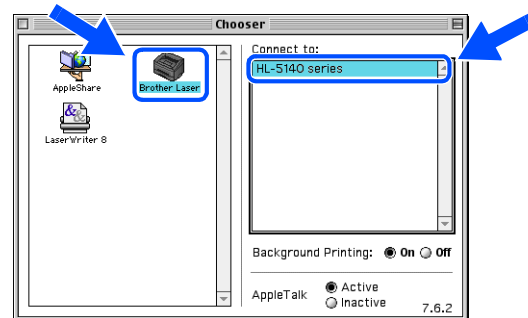 Chooser
AppleShare
Brother Laser
LaserWriter 8
Connect to:
HL-5140 series
Background Printing: On Off
AppleTalk Active
Inactive
7.6.2